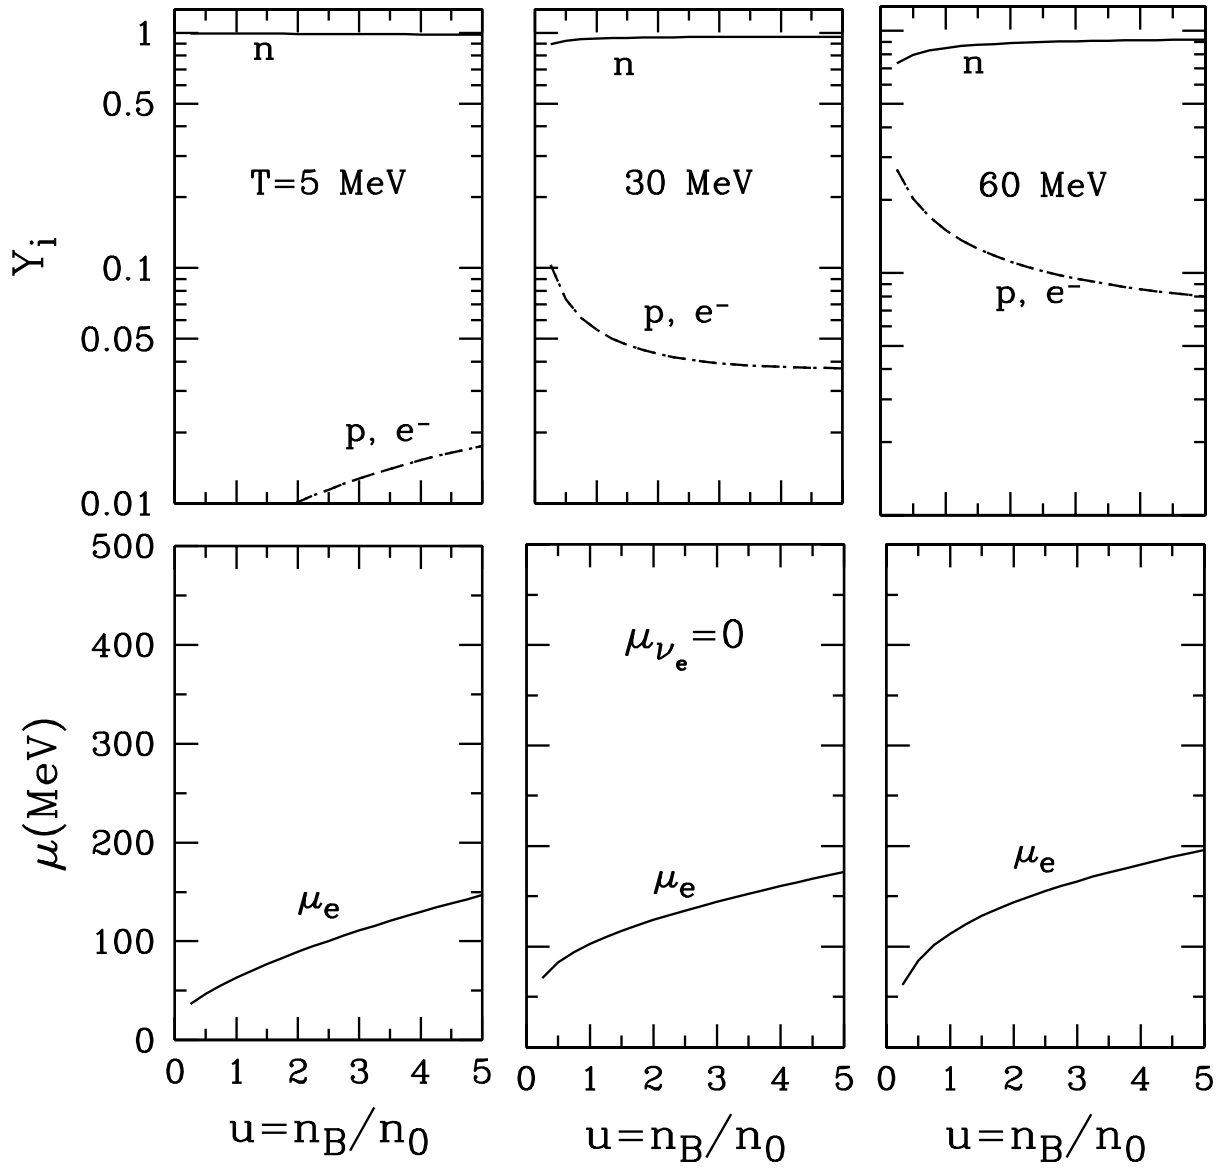 1
n
n
n
0.5
T=5 MeV
30 MeV
60 MeV
Y_i
0.1
p, e⁻
p, e⁻
0.05
p, e⁻
0.01
500
400
μ_ν_e=0
300
μ(MeV)
200
μ_e
μ_e
μ_e
100
0
0 1 2 3 4 5
0 1 2 3 4 5
0 1 2 3 4 5
u=n_B/n_0
u=n_B/n_0
u=n_B/n_0